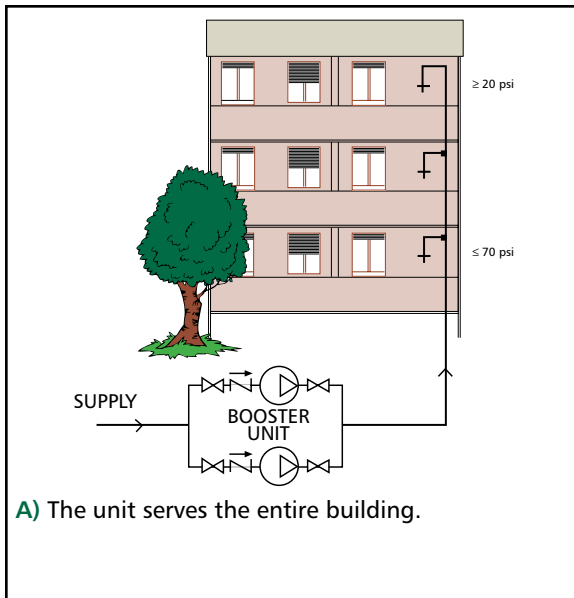 ≥ 20 psi
≤ 70 psi
SUPPLY
BOOSTER
UNIT
A) The unit serves the entire building.